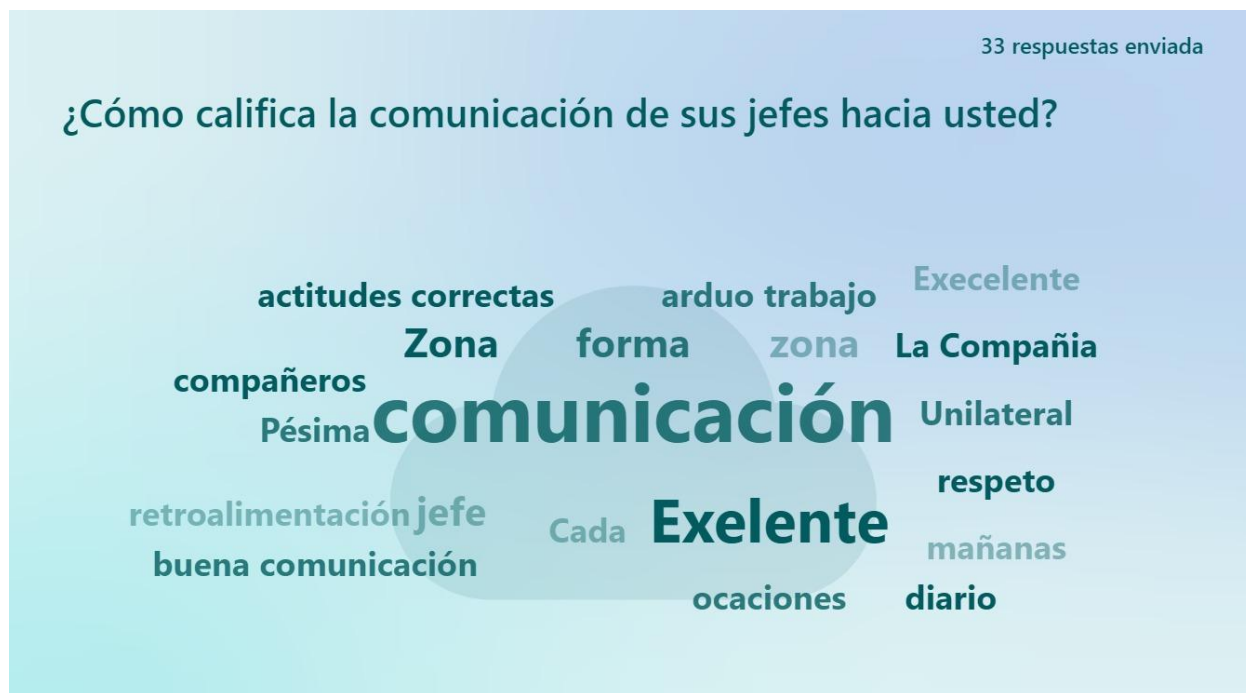 33 respuestas enviada
¿Cómo califica la comunicación de sus jefes hacia usted?
Execelente
actitudes correctas arduo trabajo
Zona forma zona La Compañia
compañeros
comunicación Unilateral
Pésima
respeto
retroalimentación jefe Cada Exelente
mañanas
buena comunicación
ocaciones diario